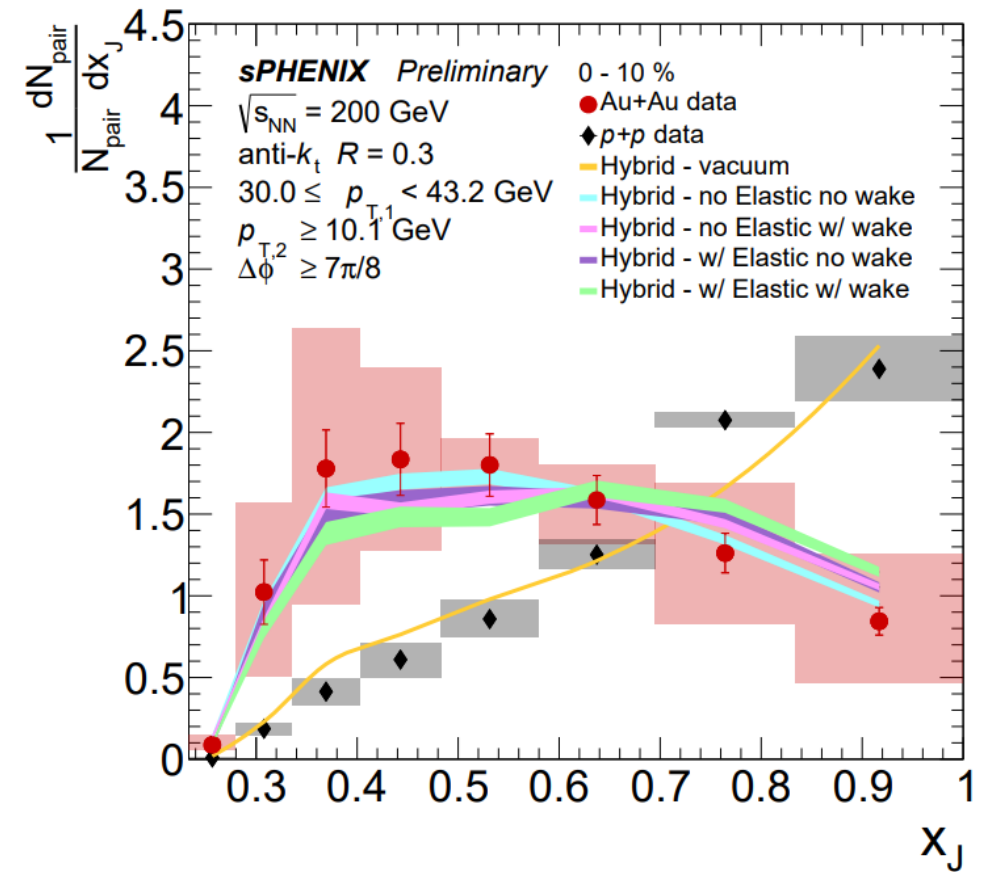 1/N_pair dN_pair/dx_J
4.5
4
3.5
3
2.5
2
1.5
1
0.5
0
sPHENIX Preliminary
√s_NN = 200 GeV
anti-k_t R = 0.3
30.0 ≤ p_T,1 < 43.2 GeV
p_T,2 ≥ 10.1 GeV
Δϕ ≥ 7π/8
0 - 10 %
Au+Au data
p+p data
Hybrid - vacuum
Hybrid - no Elastic no wake
Hybrid - no Elastic w/ wake
Hybrid - w/ Elastic no wake
Hybrid - w/ Elastic w/ wake
0.3 0.4 0.5 0.6 0.7 0.8 0.9 1
x_J